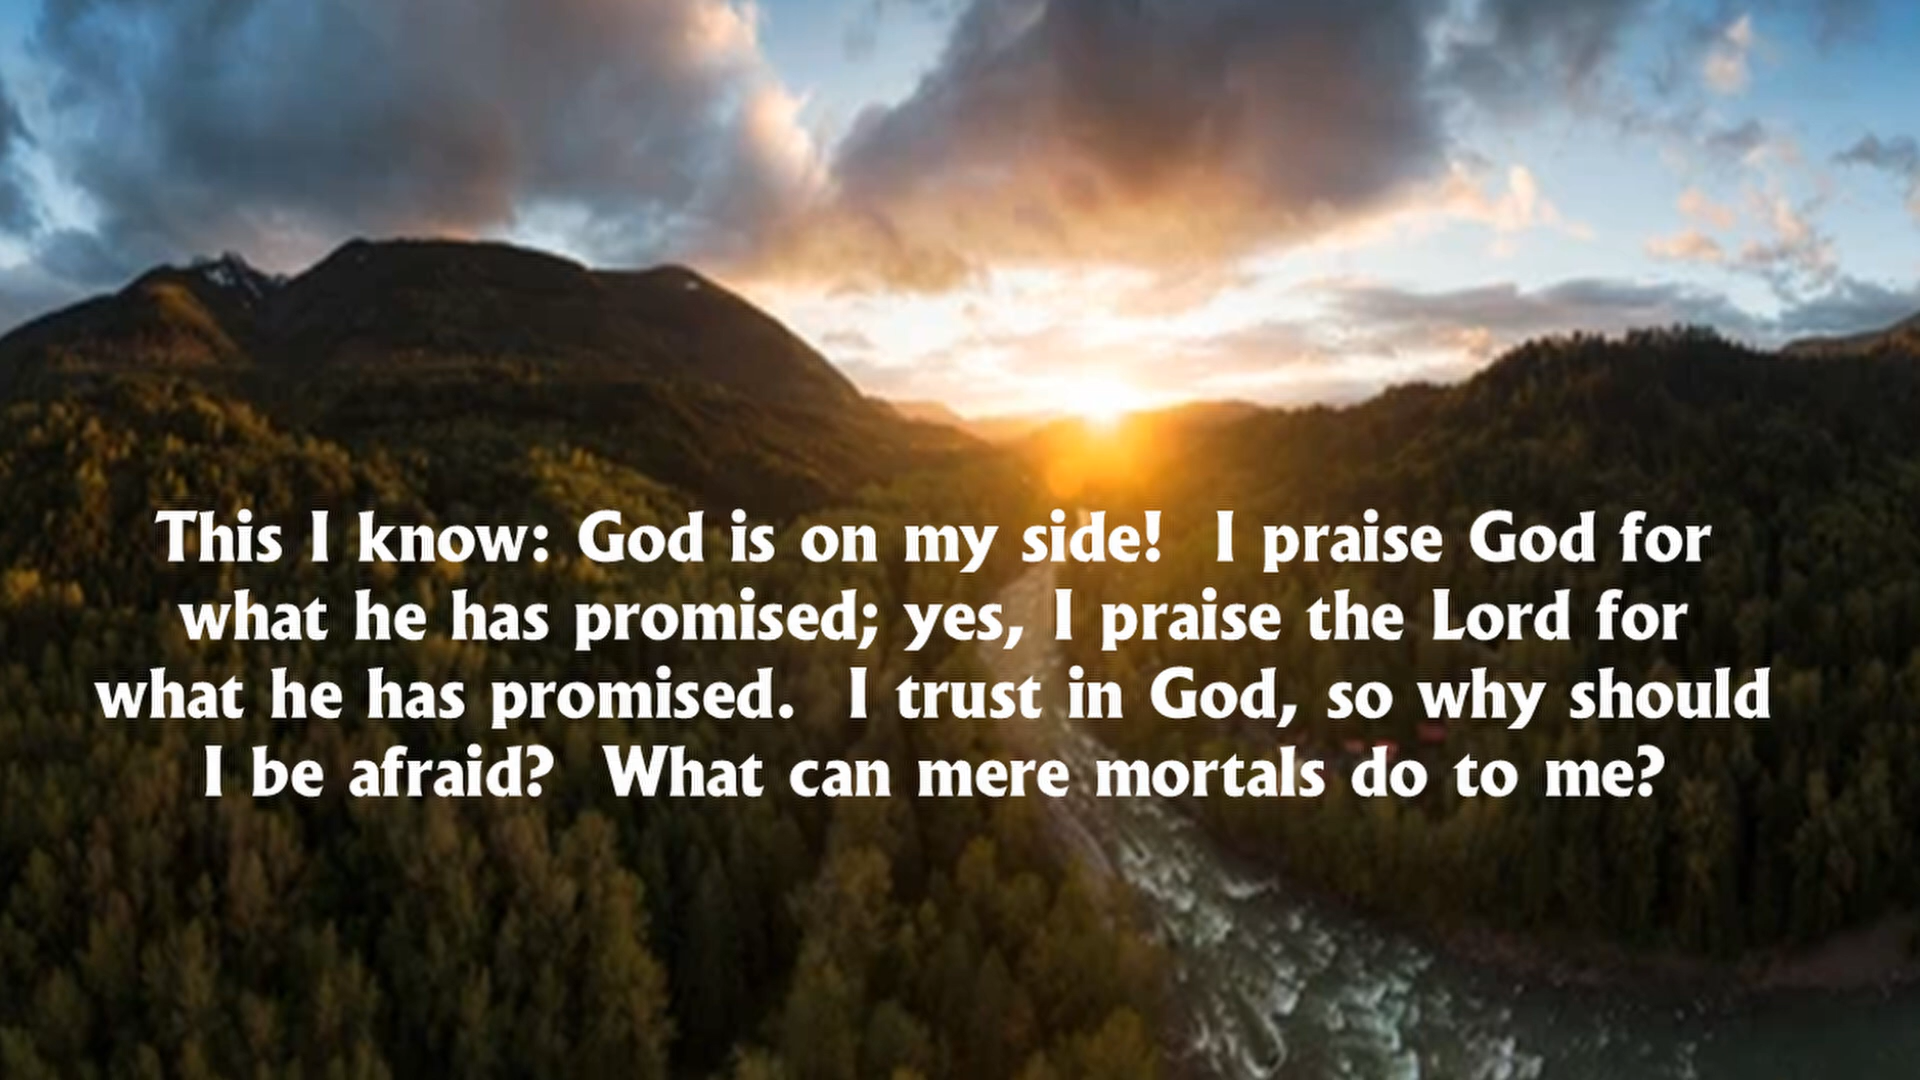 This I know: God is on my side!  I praise God for
what he has promised; yes, I praise the Lord for
what he has promised.  I trust in God, so why should
I be afraid?  What can mere mortals do to me?